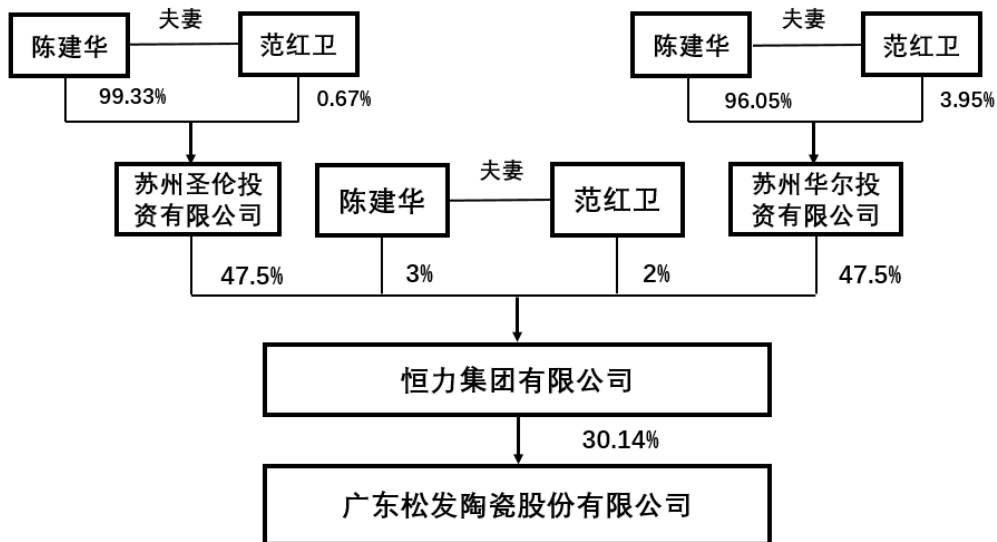 夫妻
夫妻
陈建华
范红卫
陈建华
范红卫
99.33%
0.67%
96.05%
3.95%
苏州圣伦投
资有限公司
陈建华
夫妻
范红卫
苏州华尔投
资有限公司
47.5%
3%
2%
47.5%
恒力集团有限公司
30.14%
广东松发陶瓷股份有限公司